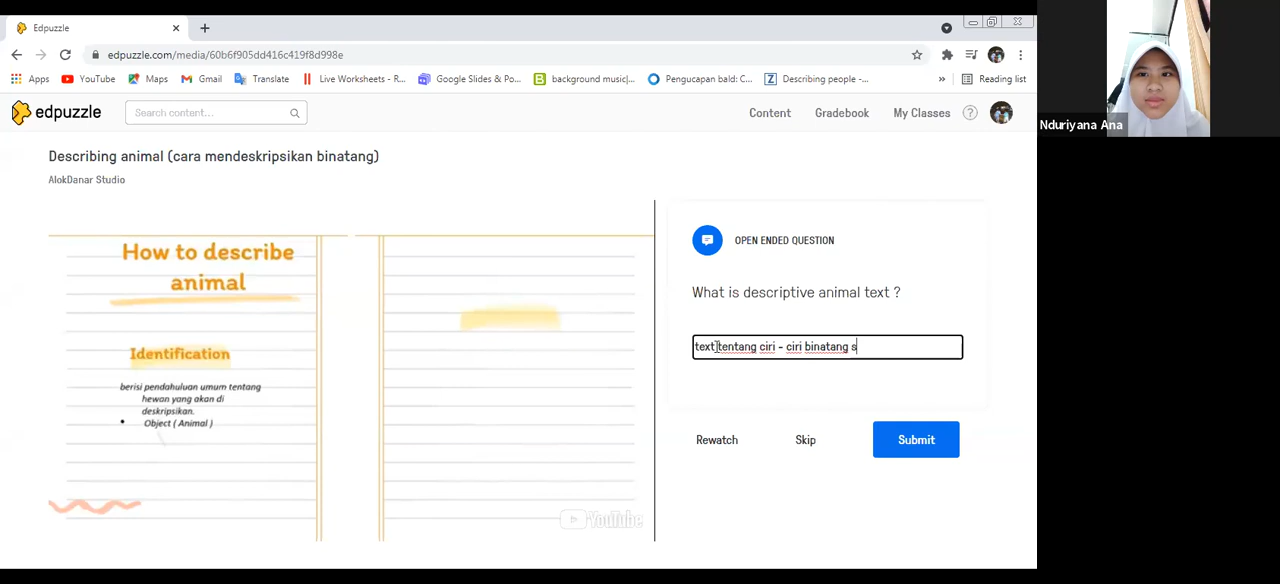 Edpuzzle
edpuzzle.com/media/60b6f905dd416c419f8d998e
Apps YouTube Maps Gmail Translate Live Worksheets - R... Google Slides & Po... background music|... Pengucapan bald: C... Describing people -... » Reading list
edpuzzle Search content... Content Gradebook My Classes ?
Describing animal (cara mendeskripsikan binatang)
AlokDanar Studio
How to describe
animal
Identification
berisi pendahuluan umum tentang
hewan yang akan di
deskripsikan.
• Object ( Animal )
YouTube
OPEN ENDED QUESTION
What is descriptive animal text ?
text tentang ciri - ciri binatang s
Rewatch Skip Submit
Nduriyana Ana